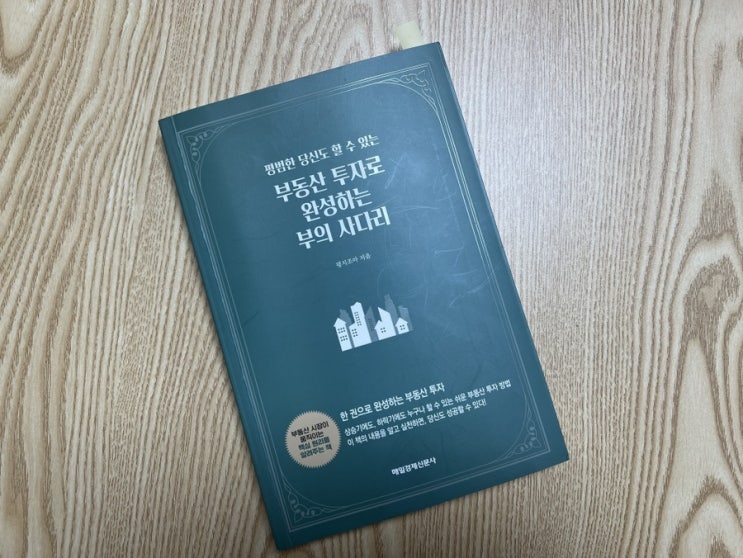 평범한 당신도 할 수 있는
부동산 투자로
완성하는
부의 사다리
저음
한 권으로 완성하는 부동산 투자
상승기에도, 하락기에도 누구나 할 수 있는 쉬운 부동산 투자 방법
이 책의 내용을 알고 실천하면, 당신도 성공할 수 있다!
부동산 시장이
움직이는
핵심 원리를
알려주는 책
매일경제신문사